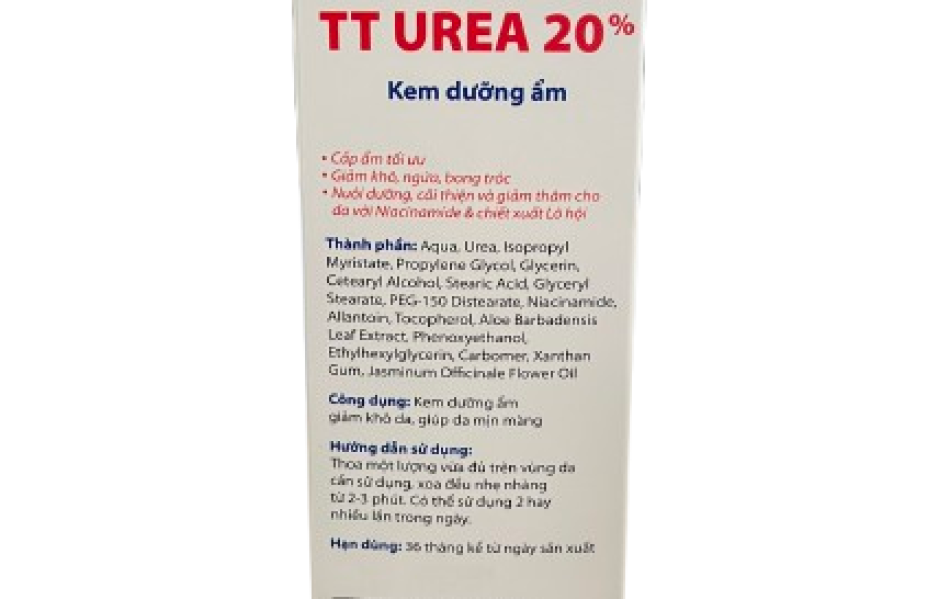 TT UREA 20%
Kem dưỡng ẩm
• Cấp ẩm tối ưu
• Giảm khô, ngứa, bong tróc
• Nuôi dưỡng, cải thiện và giảm thâm cho
da với Niacinamide & chiết xuất Lô hội
Thành phần: Aqua, Urea, Isopropyl
Myristate, Propylene Glycol, Glycerin,
Cetearyl Alcohol, Stearic Acid, Glyceryl
Stearate, PEG-150 Distearate, Niacinamide,
Allantoin, Tocopherol, Aloe Barbadensis
Leaf Extract, Phenoxyethanol,
Ethylhexylglycerin, Carbomer, Xanthan
Gum, Jasminum Officinale Flower Oil
Công dụng: Kem dưỡng ẩm
giảm khô da, giúp da mịn màng
Hướng dẫn sử dụng:
Thoa một lượng vừa đủ trên vùng da
cần sử dụng, xoa đều nhẹ nhàng
từ 2-3 phút. Có thể sử dụng 2 hay
nhiều lần trong ngày.
Hạn dùng: 36 tháng kể từ ngày sản xuất